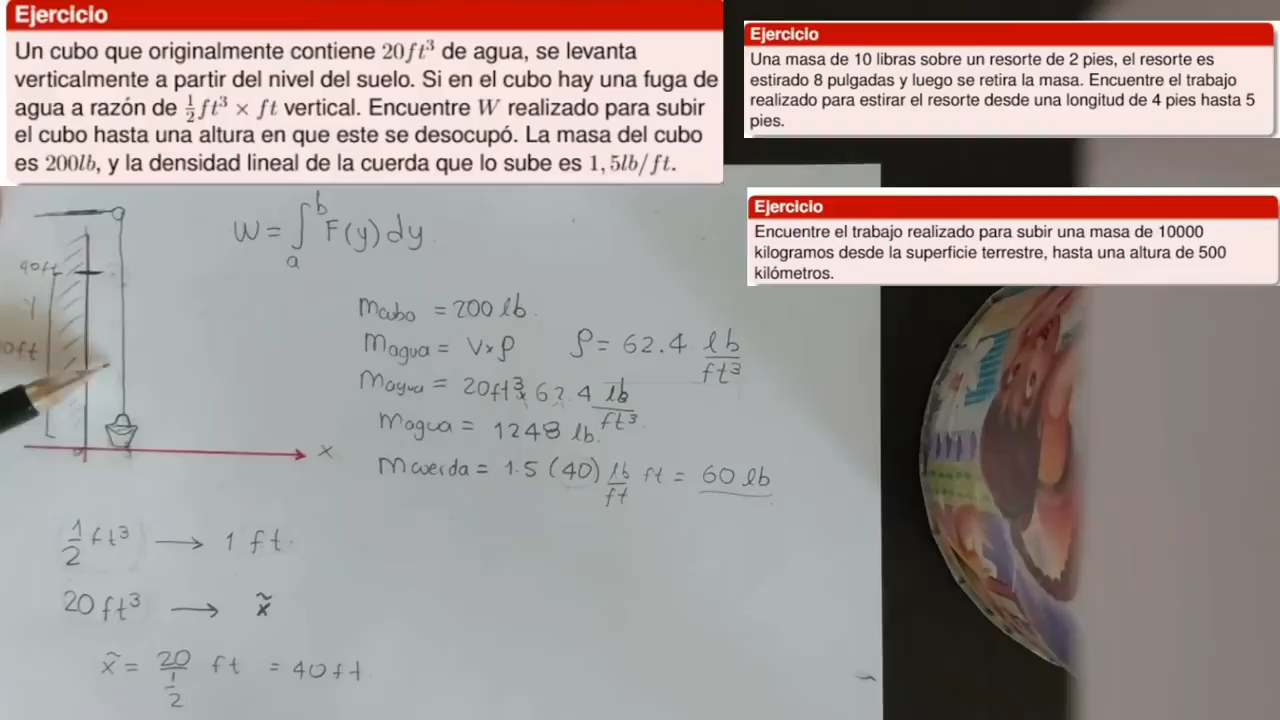 Ejercicio
Un cubo que originalmente contiene 20ft³ de agua, se levanta
verticalmente a partir del nivel del suelo. Si en el cubo hay una fuga de
agua a razón de ½ft³ × ft vertical. Encuentre W realizado para subir
el cubo hasta una altura en que este se desocupó. La masa del cubo
es 200lb, y la densidad lineal de la cuerda que lo sube es 1, 5lb/ft.
Ejercicio
Una masa de 10 libras sobre un resorte de 2 pies, el resorte es
estirado 8 pulgadas y luego se retira la masa. Encuentre el trabajo
realizado para estirar el resorte desde una longitud de 4 pies hasta 5
pies.
Ejercicio
Encuentre el trabajo realizado para subir una masa de 10000
kilogramos desde la superficie terrestre, hasta una altura de 500
kilómetros.
W = ∫ₐᵇ F(y) dy.
40ft
y
0ft
x
m cubo = 200 lb.
m agua = V×ρ ρ = 62.4 lb/ft³
m agua = 20ft³ × 62.4 lb/ft³.
m agua = 1248 lb.
m cuerda = 1.5 (40) lb/ft ft = 60 lb
1/2 ft³ → 1 ft.
20 ft³ → x̃
x̃ = 20/(1/2) ft = 40 ft.